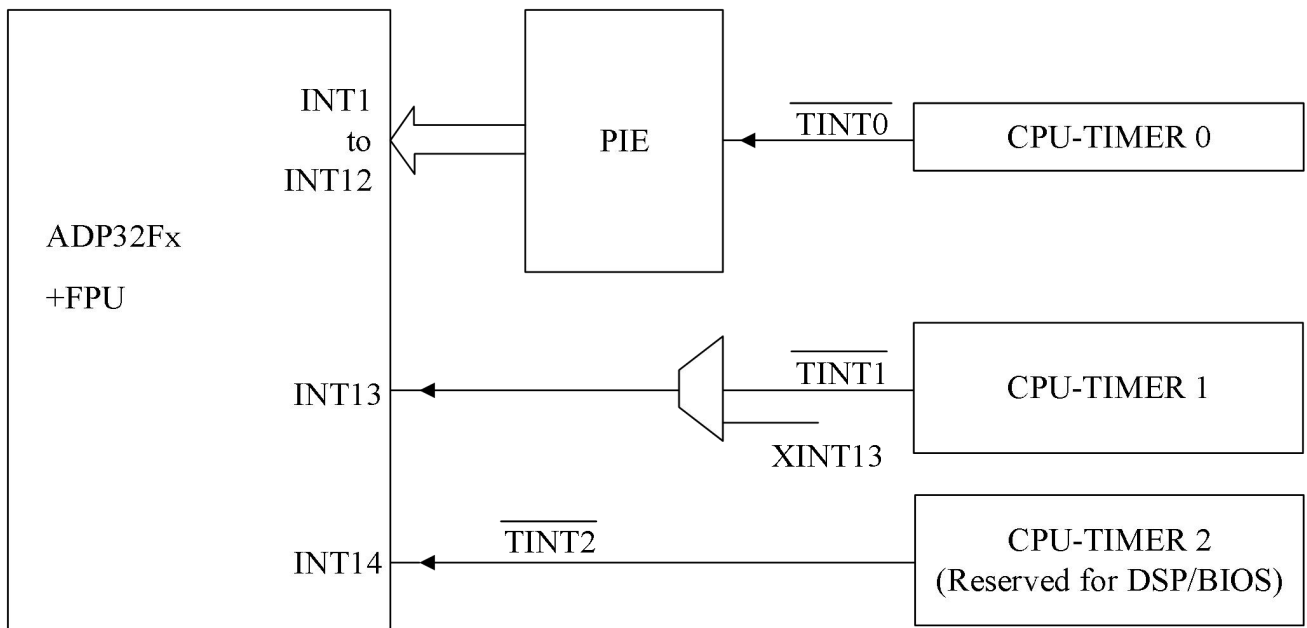 INT1
to
INT12
PIE
TINT0
CPU-TIMER 0
ADP32Fx
+FPU
INT13
TINT1
CPU-TIMER 1
XINT13
INT14
TINT2
CPU-TIMER 2
(Reserved for DSP/BIOS)